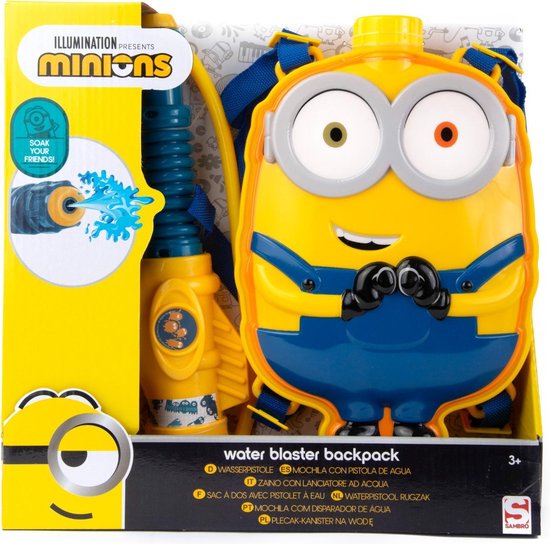 ILLUMINATION PRESENTS
MINIONS
SOAK
YOUR
FRIENDS!
water blaster backpack
D WASSERPISTOLE ES MOCHILA CON PISTOLA DE AGUA
IT ZAINO CON LANCIATORE AD ACQUA
F SAC À DOS AVEC PISTOLET À EAU NL WATERPISTOOL RUGZAK
PT MOCHILA COM DISPARADOR DE ÁGUA
PL PLECAK-KANISTER NA WODĘ
3+
S
SAMBRO